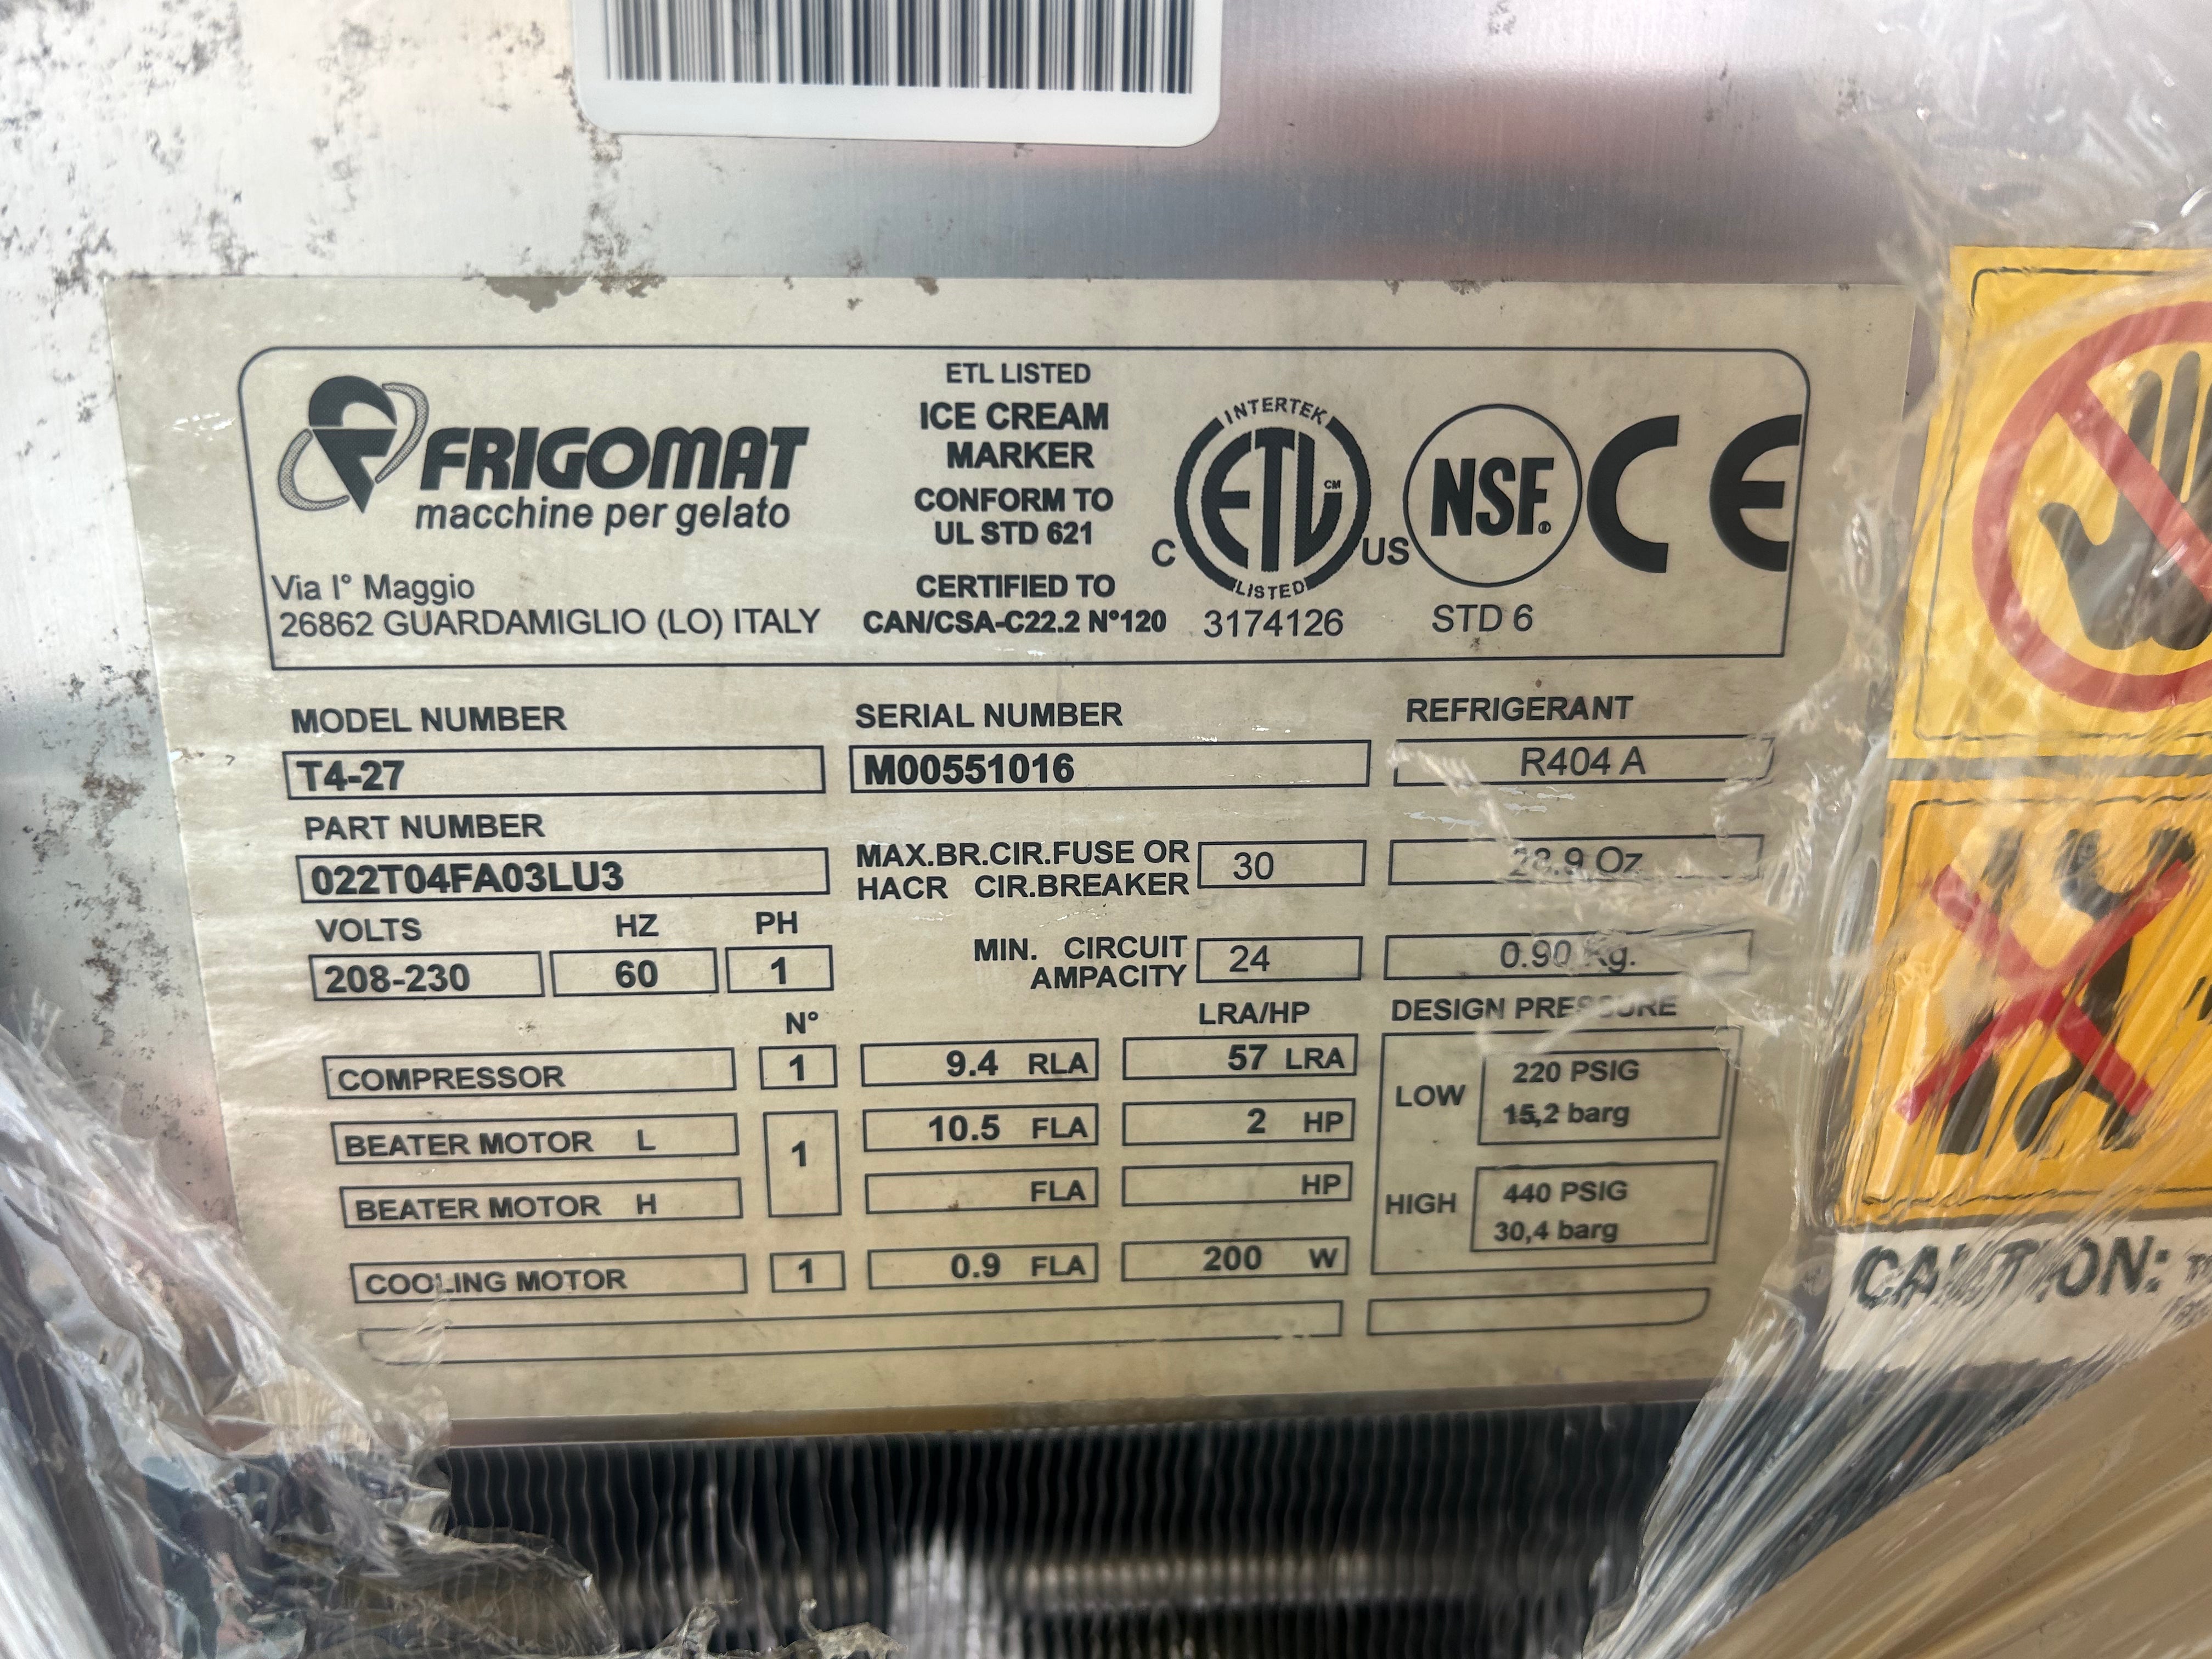 FRIGOMAT
macchine per gelato
Via I° Maggio
26862 GUARDAMIGLIO (LO) ITALY
ETL LISTED
ICE CREAM
MARKER
CONFORM TO
UL STD 621
CERTIFIED TO
CAN/CSA-C22.2 N°120
INTERTEK
ETL CM
C US
LISTED
3174126
NSF®
STD 6
CE
MODEL NUMBER
T4-27
SERIAL NUMBER
M00551016
REFRIGERANT
R404 A
PART NUMBER
022T04FA03LU3
MAX.BR.CIR.FUSE OR
HACR CIR.BREAKER
30
28.9 Oz
VOLTS HZ PH
208-230 60 1
MIN. CIRCUIT
AMPACITY
24
0.90 Kg.
N° LRA/HP
COMPRESSOR 1 9.4 RLA 57 LRA
BEATER MOTOR L 1 10.5 FLA 2 HP
BEATER MOTOR H FLA HP
COOLING MOTOR 1 0.9 FLA 200 W
DESIGN PRESSURE
LOW 220 PSIG
15,2 barg
HIGH 440 PSIG
30,4 barg
CAUTION: